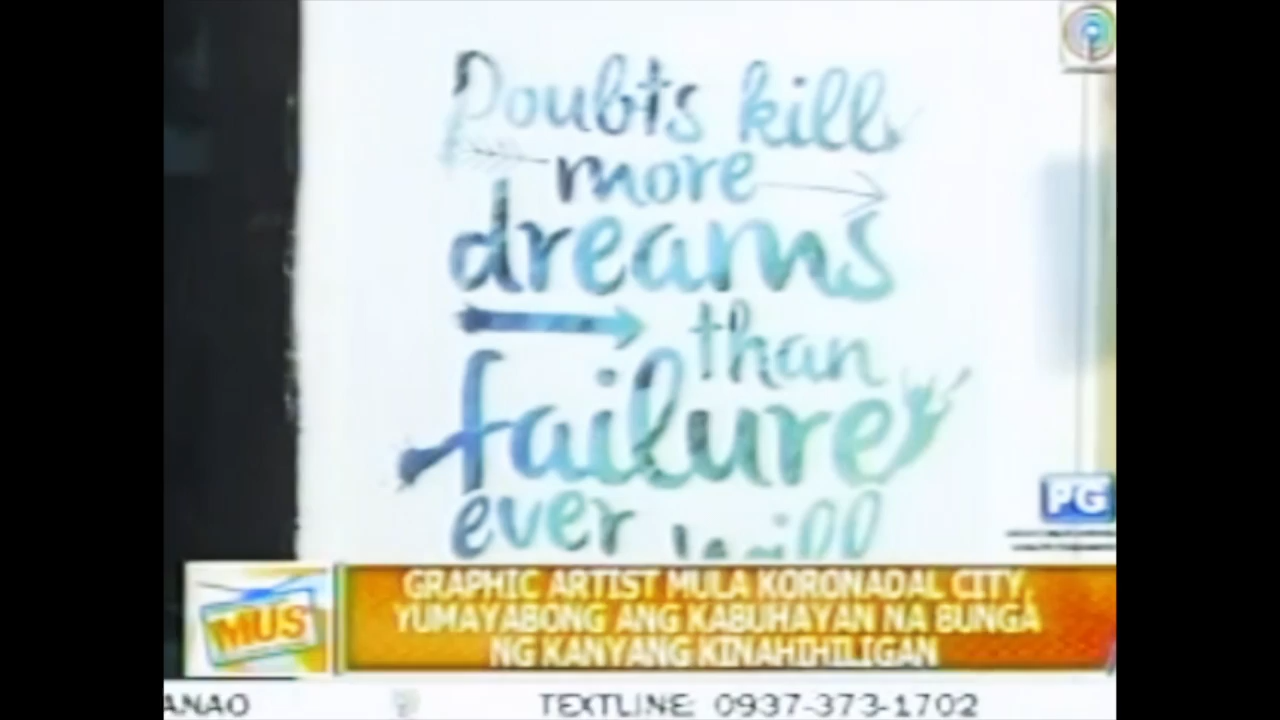 Doubts kill
more
dreams
than
failure
ever will
PG
MUS
GRAPHIC ARTIST MULA KORONADAL CITY,
YUMAYABONG ANG KABUHAYAN NA BUNGA
NG KANYANG KINAHIHILIGAN
ANAO TEXTLINE: 0937-373-1702